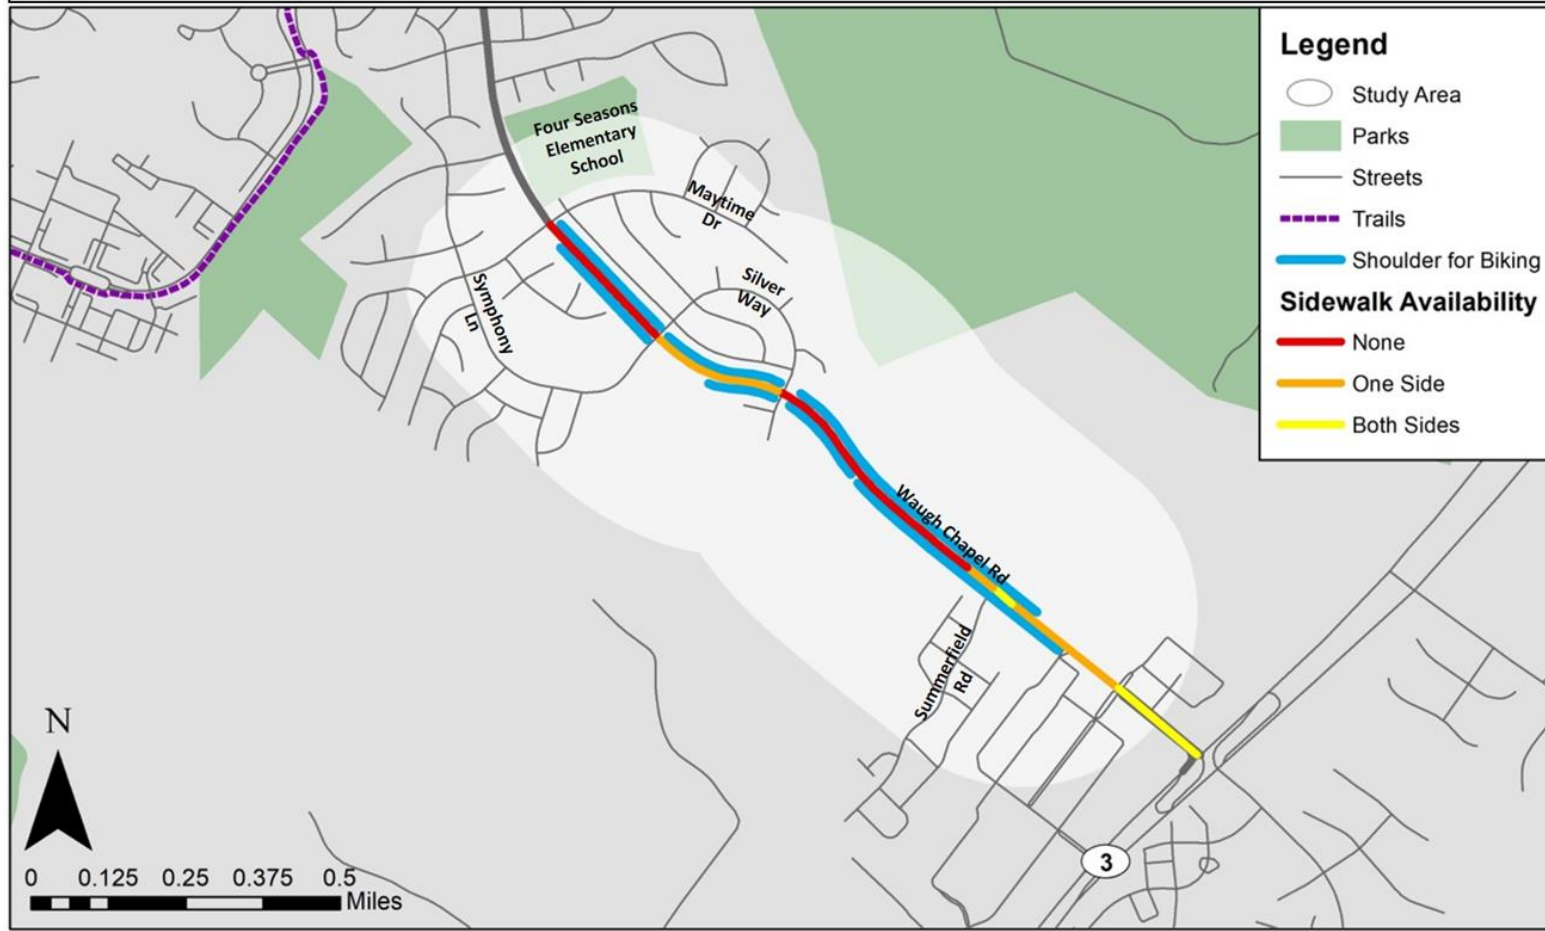 Legend
Study Area
Parks
Streets
Trails
Shoulder for Biking
Sidewalk Availability
None
One Side
Both Sides
Four Seasons
Elementary
School
Maytime
Dr
Silver
Way
Symphony
Ln
Waugh Chapel Rd
Summerfield
Rd
N
0 0.125 0.25 0.375 0.5
Miles
3